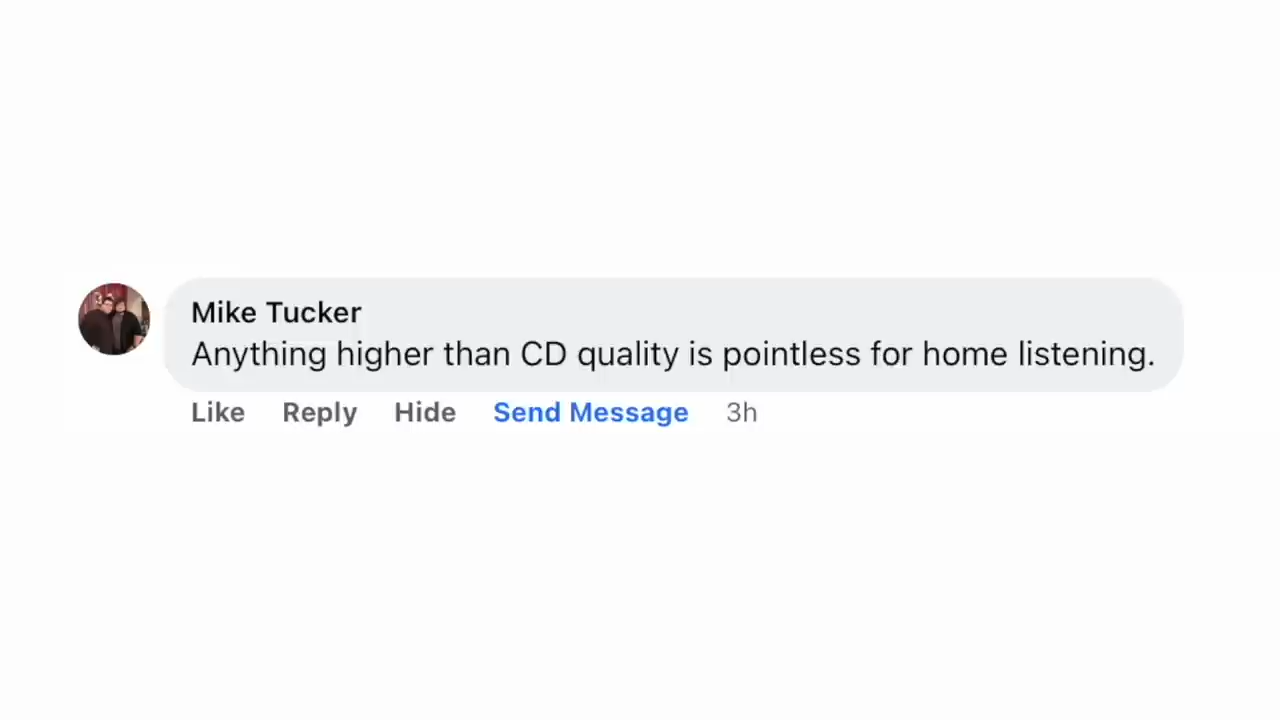 Mike Tucker
Anything higher than CD quality is pointless for home listening.
Like Reply Hide Send Message 3h